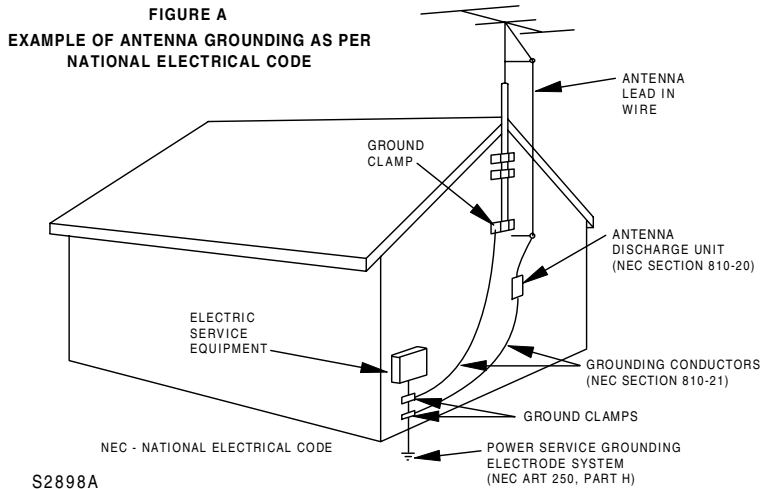 FIGURE A
EXAMPLE OF ANTENNA GROUNDING AS PER
NATIONAL ELECTRICAL CODE
ANTENNA
LEAD IN
WIRE
GROUND
CLAMP
ANTENNA
DISCHARGE UNIT
(NEC SECTION 810-20)
ELECTRIC
SERVICE
EQUIPMENT
GROUNDING CONDUCTORS
(NEC SECTION 810-21)
GROUND CLAMPS
NEC - NATIONAL ELECTRICAL CODE
POWER SERVICE GROUNDING
ELECTRODE SYSTEM
(NEC ART 250, PART H)
S2898A